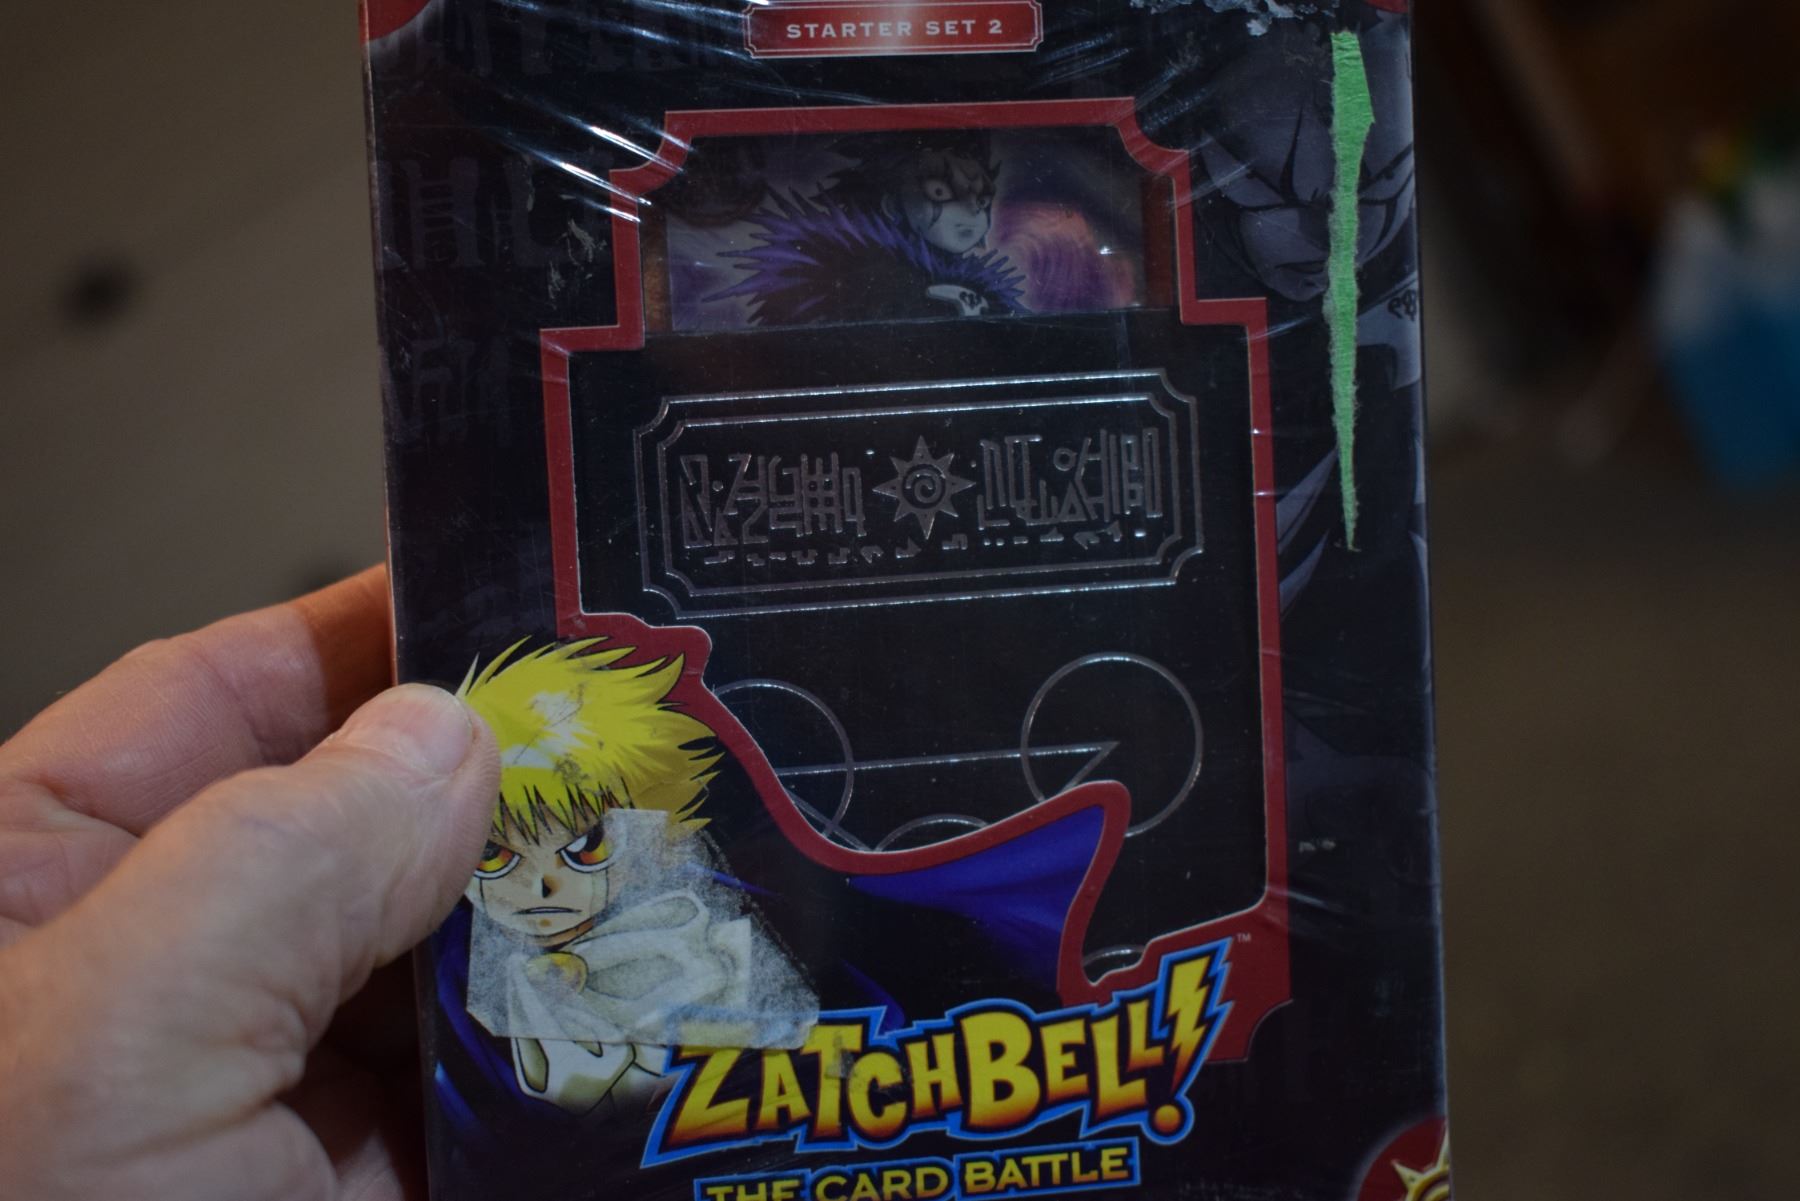 STARTER SET 2
ZATCHBELL!™
THE CARD BATTLE